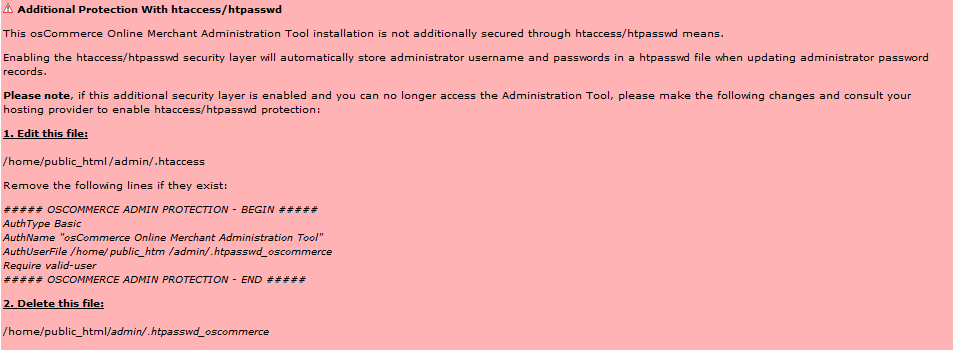 Additional Protection With htaccess/htpasswd
This osCommerce Online Merchant Administration Tool installation is not additionally secured through htaccess/htpasswd means.
Enabling the htaccess/htpasswd security layer will automatically store administrator username and passwords in a htpasswd file when updating administrator password
records.
Please note, if this additional security layer is enabled and you can no longer access the Administration Tool, please make the following changes and consult your
hosting provider to enable htaccess/htpasswd protection:
1. Edit this file:
/home/public_html/admin/.htaccess
Remove the following lines if they exist:
##### OSCOMMERCE ADMIN PROTECTION - BEGIN #####
AuthType Basic
AuthName "osCommerce Online Merchant Administration Tool"
AuthUserFile /home/public_htm /admin/.htpasswd_oscommerce
Require valid-user
##### OSCOMMERCE ADMIN PROTECTION - END #####
2. Delete this file:
/home/public_html/admin/.htpasswd_oscommerce